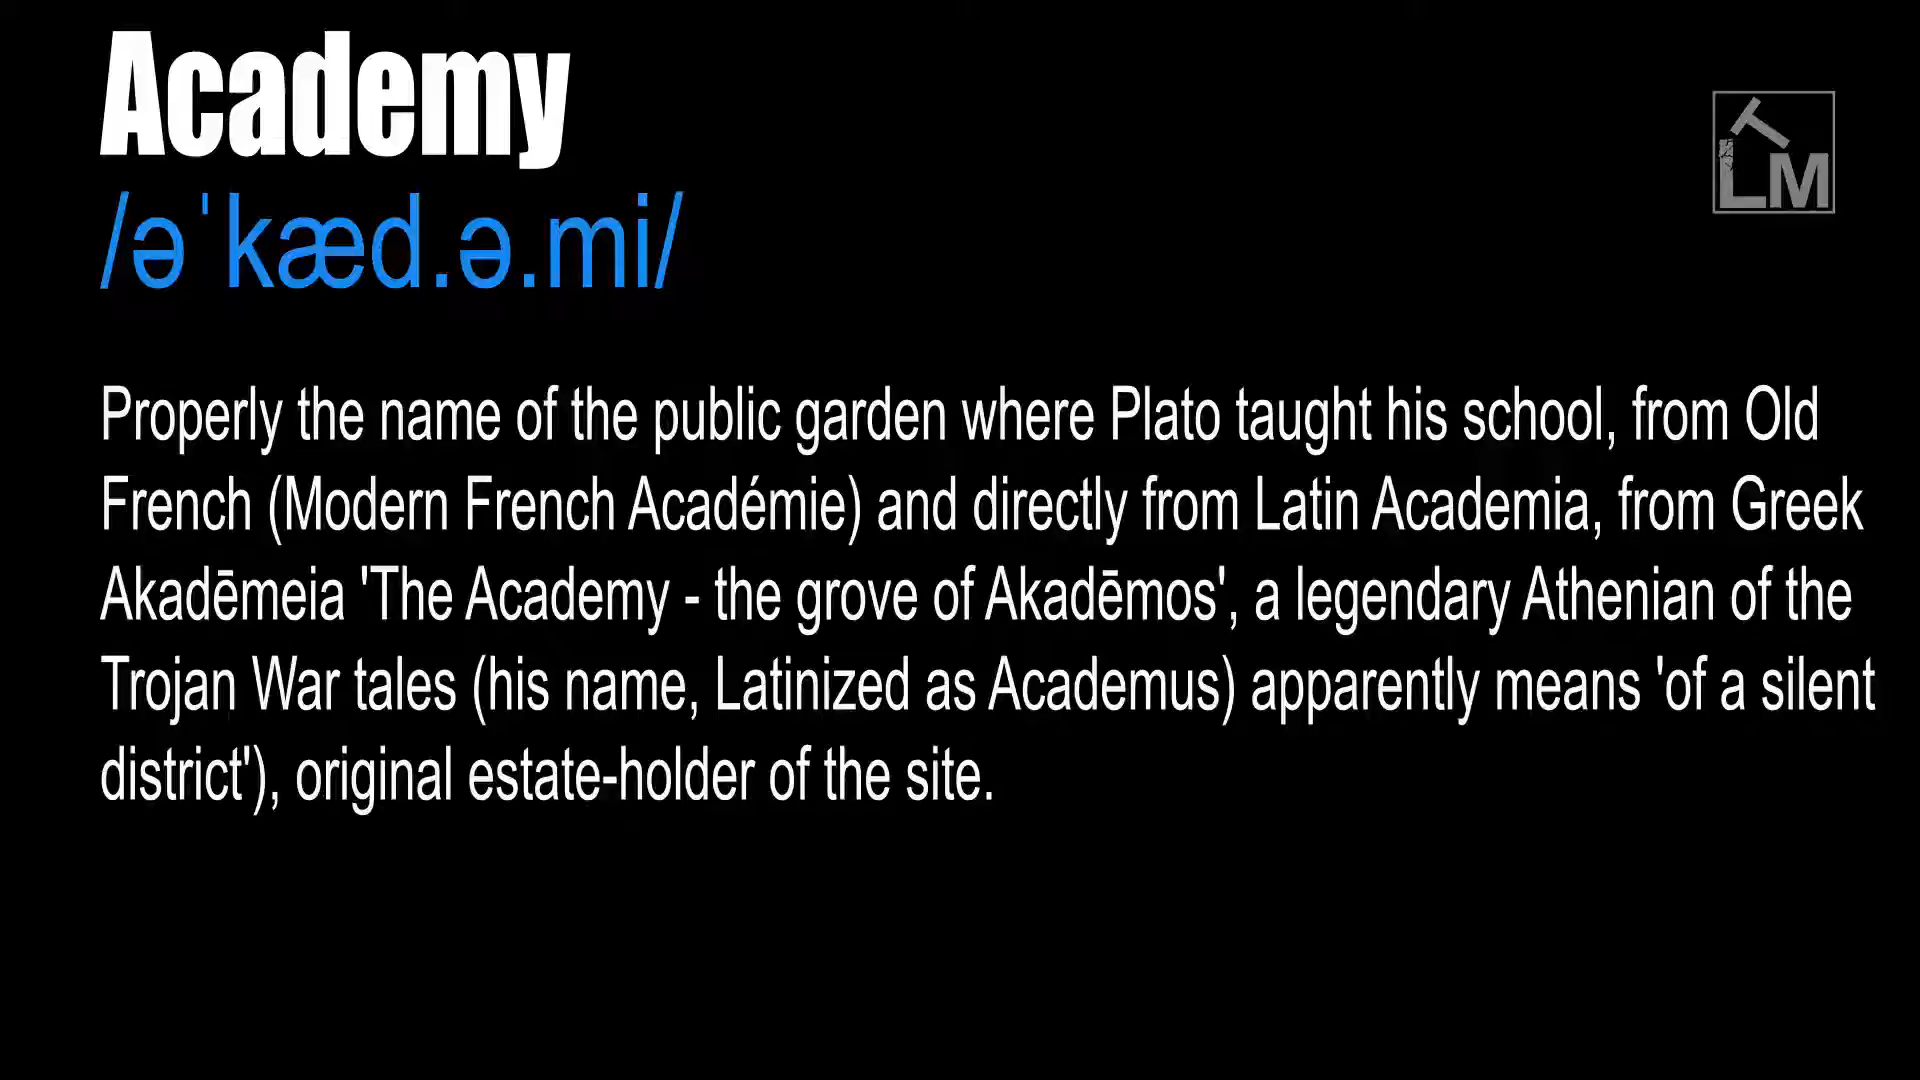 Academy
/əˈkæd.ə.mi/
Properly the name of the public garden where Plato taught his school, from Old
French (Modern French Académie) and directly from Latin Academia, from Greek
Akadēmeia 'The Academy - the grove of Akadēmos', a legendary Athenian of the
Trojan War tales (his name, Latinized as Academus) apparently means 'of a silent
district'), original estate-holder of the site.
TLM